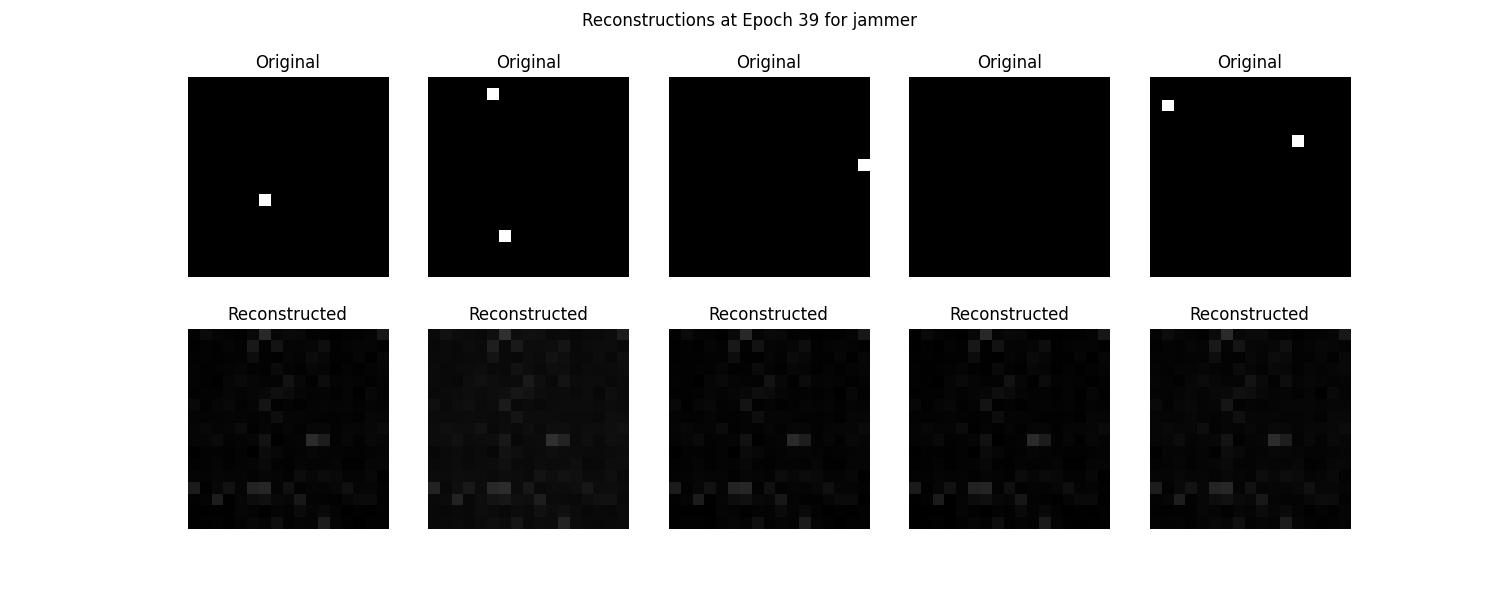 Reconstructions at Epoch 39 for jammer
Original Original Original Original Original
Reconstructed Reconstructed Reconstructed Reconstructed Reconstructed